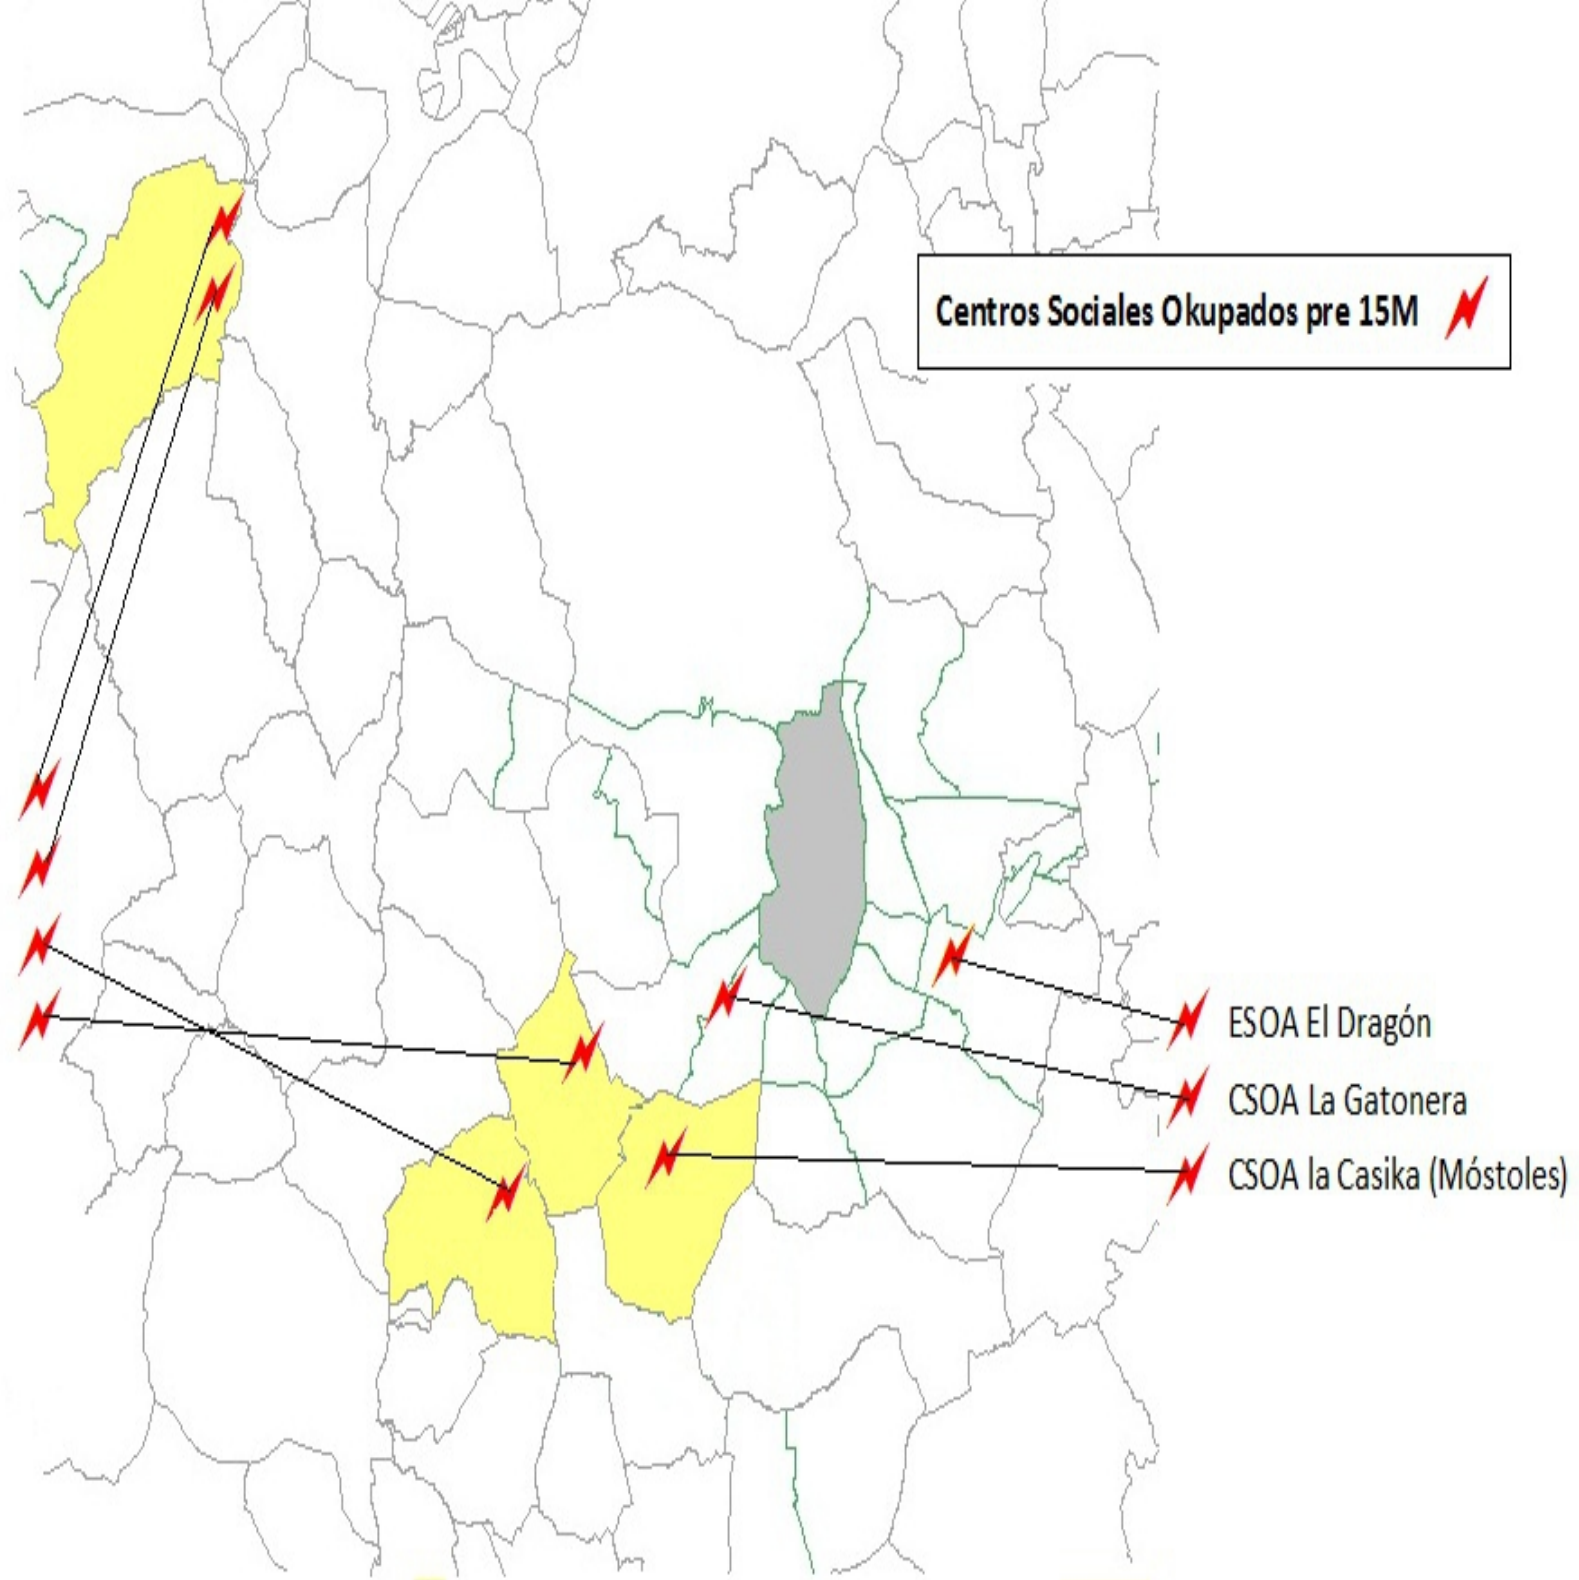 Centros Sociales Okupados pre 15M
ESOA El Dragón
CSOA La Gatonera
CSOA la Casika (Móstoles)